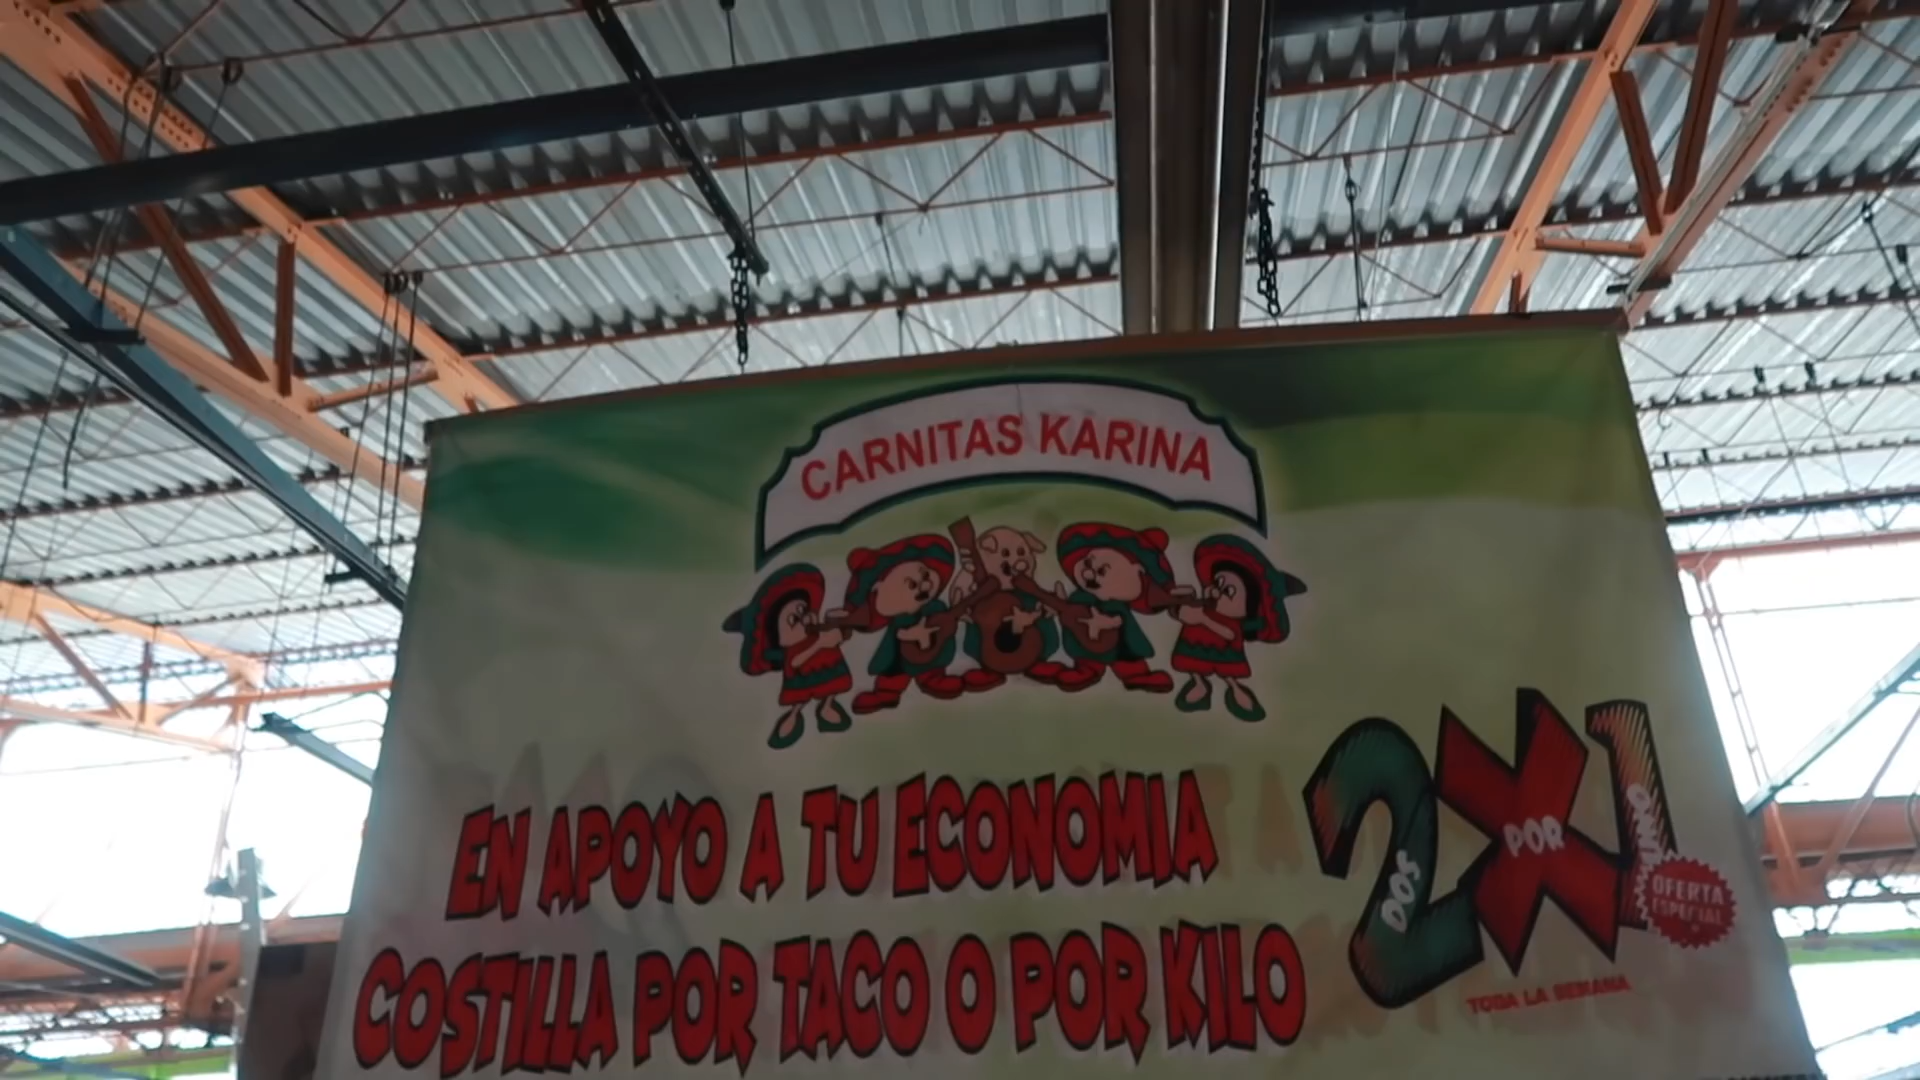 CARNITAS KARINA
EN APOYO A TU ECONOMIA
COSTILLA POR TACO O POR KILO
2X1
DOS POR UNO
OFERTA
ESPECIAL
TODA LA SEMANA